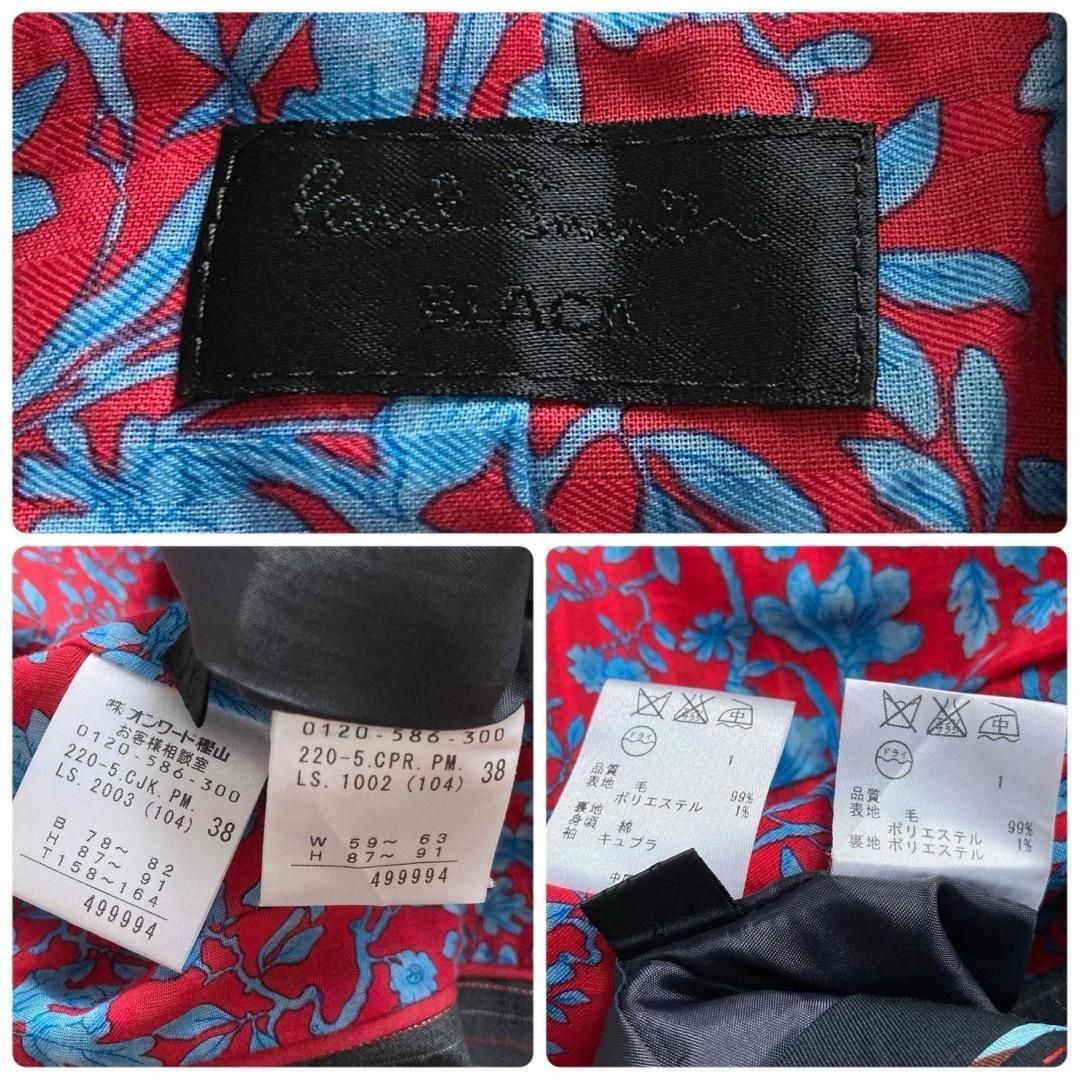 Paul Smith
BLACK
㈱オンワード樫山
お客様相談室
0120-586-300
220-5.CJK.PM.
LS.2003(104) 38
B 78～ 82
H 87～ 91
T158～164
499994
0120-586-300
220-5.CPR.PM.
LS.1002(104) 38
W 59～ 63
H 87～ 91
499994
中
ドライ
1
品質
表地 毛 99%
ポリエステル 1%
裏地
身頃 綿
袖 キュプラ
中
ドライ
1
品質
表地 毛 99%
ポリエステル 1%
裏地 ポリエステル